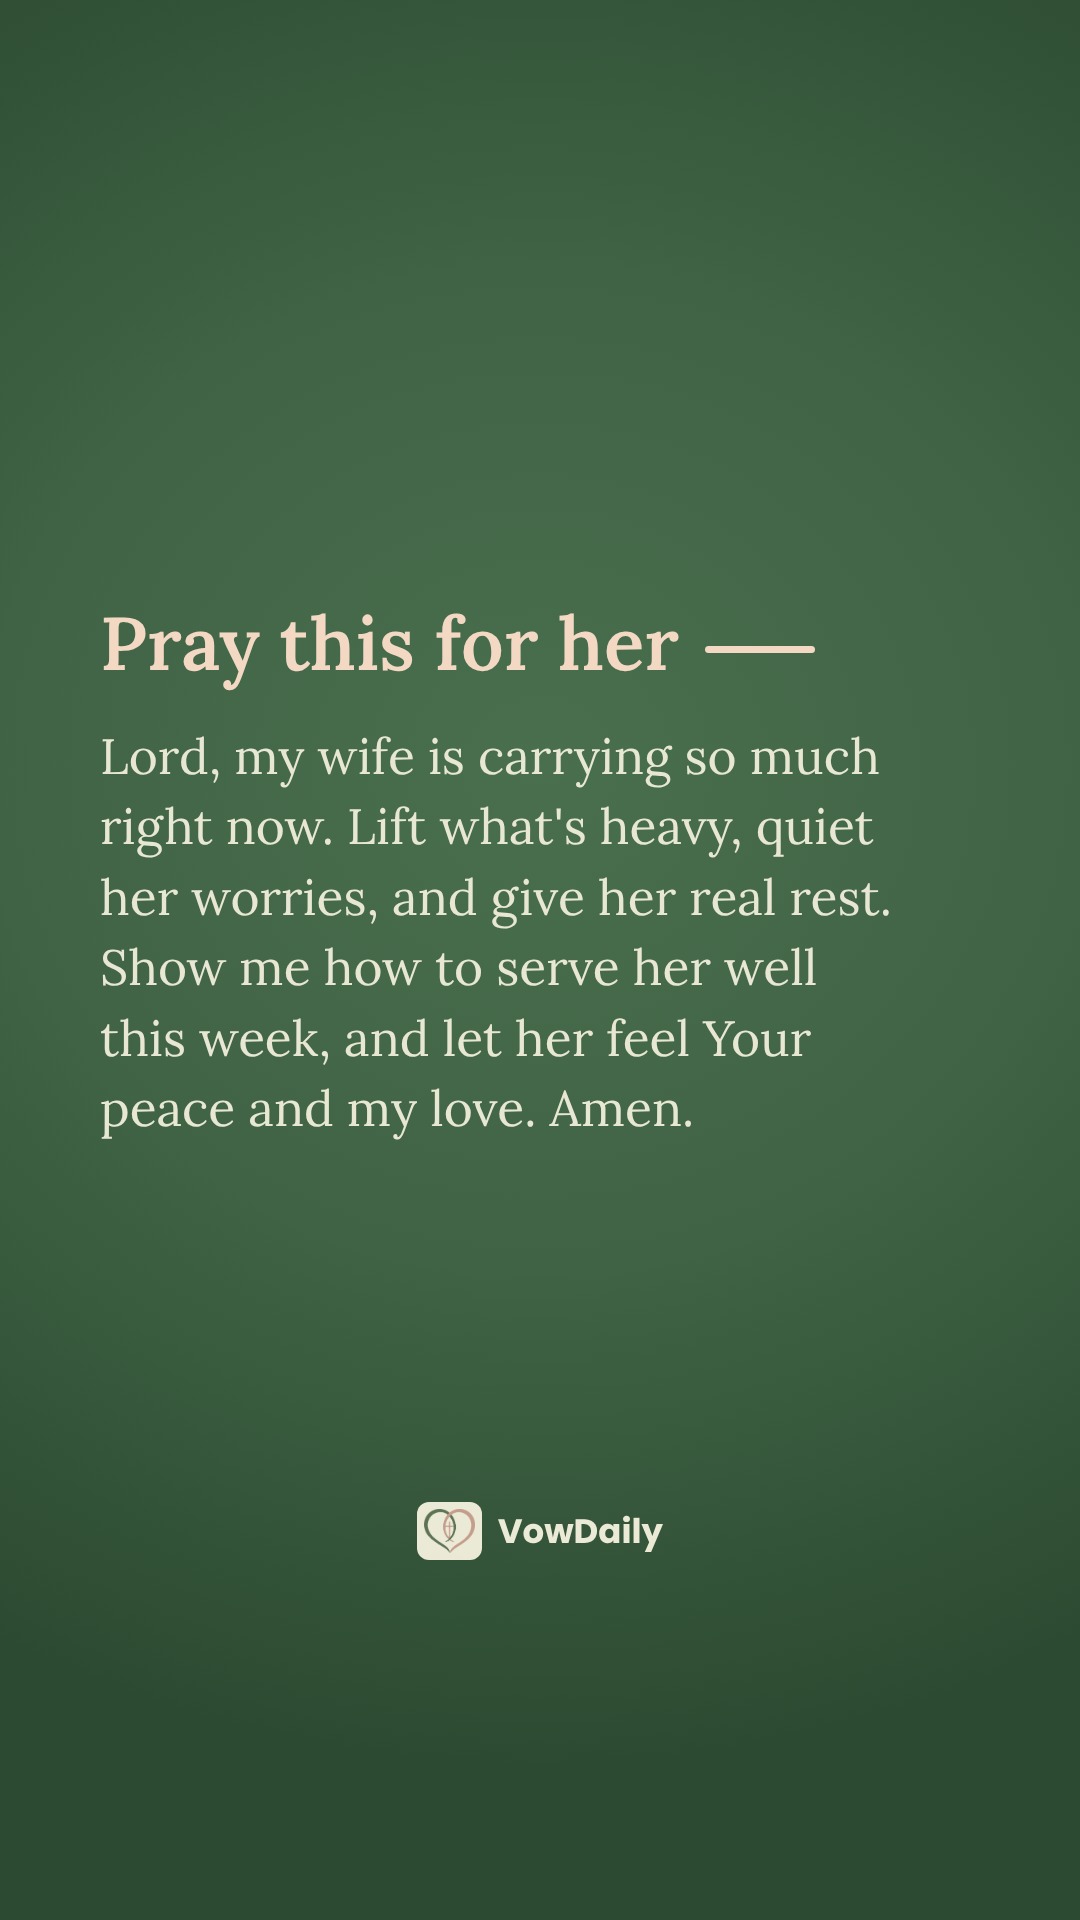 Pray this for her —
Lord, my wife is carrying so much
right now. Lift what's heavy, quiet
her worries, and give her real rest.
Show me how to serve her well
this week, and let her feel Your
peace and my love. Amen.
VowDaily